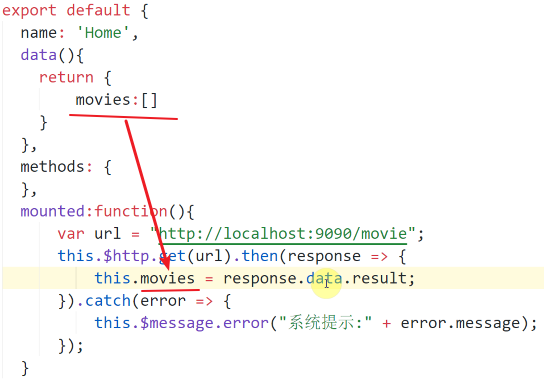 export default {
name: 'Home',
data(){
return {
movies:[]
}
},
methods: {
},
mounted:function(){
var url = "http://localhost:9090/movie";
this.$http.get(url).then(response => {
this.movies = response.data.result;
}).catch(error => {
this.$message.error("系统提示:" + error.message);
});
}